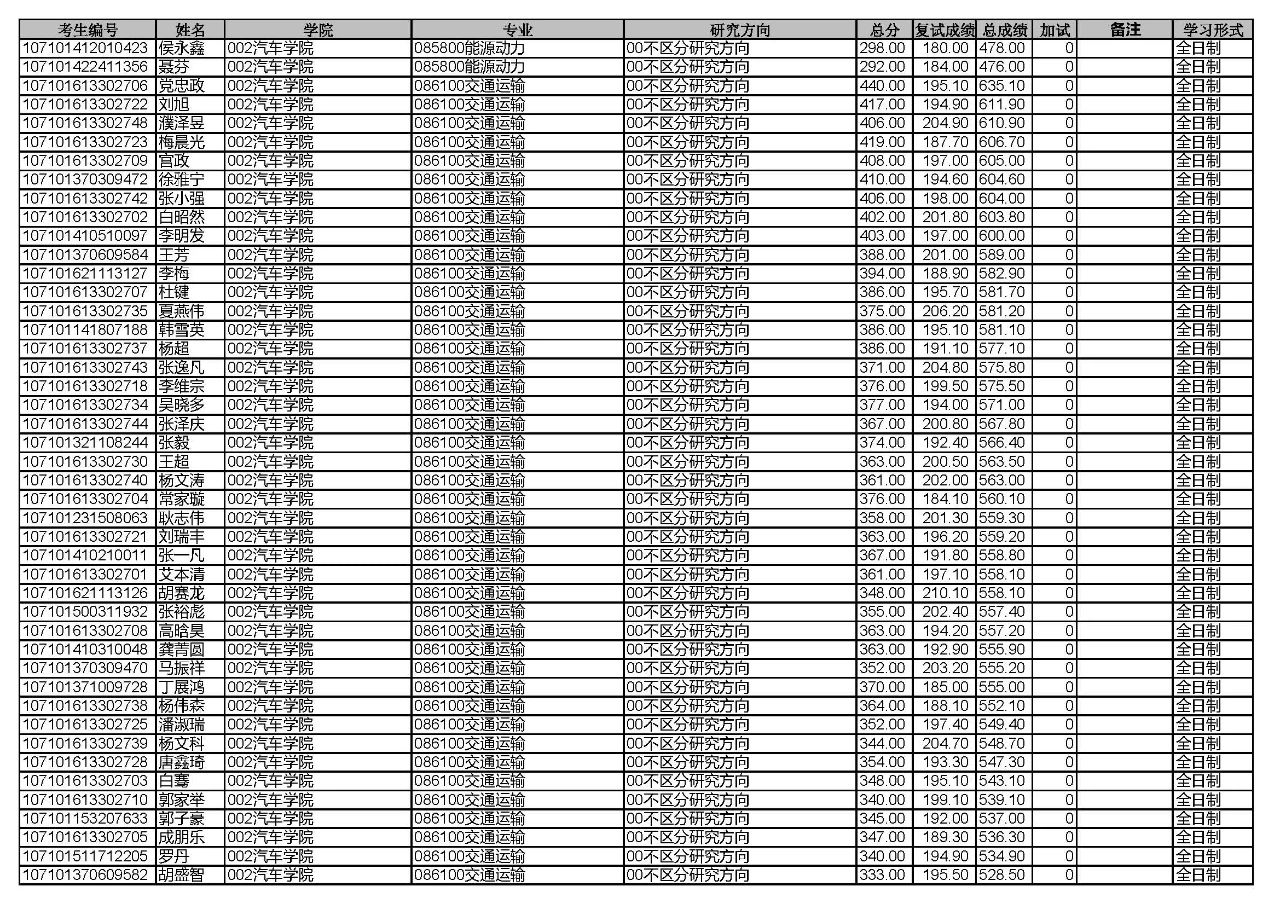 考生编号 姓名 学院 专业 研究方向 总分 复试成绩 总成绩 加试 备注 学习形式
107101412010423 侯永鑫 002汽车学院 085800能源动力 00不区分研究方向 298.00 180.00 478.00 0 全日制
107101422411356 聂芬 002汽车学院 085800能源动力 00不区分研究方向 292.00 184.00 476.00 0 全日制
107101613302706 党忠政 002汽车学院 086100交通运输 00不区分研究方向 440.00 195.10 635.10 0 全日制
107101613302722 刘旭 002汽车学院 086100交通运输 00不区分研究方向 417.00 194.90 611.90 0 全日制
107101613302748 濮泽昱 002汽车学院 086100交通运输 00不区分研究方向 406.00 204.90 610.90 0 全日制
107101613302723 梅晨光 002汽车学院 086100交通运输 00不区分研究方向 419.00 187.70 606.70 0 全日制
107101613302709 宫政 002汽车学院 086100交通运输 00不区分研究方向 408.00 197.00 605.00 0 全日制
107101370309472 徐雅宁 002汽车学院 086100交通运输 00不区分研究方向 410.00 194.60 604.60 0 全日制
107101613302742 张小强 002汽车学院 086100交通运输 00不区分研究方向 406.00 198.00 604.00 0 全日制
107101613302702 白昭然 002汽车学院 086100交通运输 00不区分研究方向 402.00 201.80 603.80 0 全日制
107101410510097 李明发 002汽车学院 086100交通运输 00不区分研究方向 403.00 197.00 600.00 0 全日制
107101370609584 王芳 002汽车学院 086100交通运输 00不区分研究方向 388.00 201.00 589.00 0 全日制
107101621113127 李梅 002汽车学院 086100交通运输 00不区分研究方向 394.00 188.90 582.90 0 全日制
107101613302707 杜键 002汽车学院 086100交通运输 00不区分研究方向 386.00 195.70 581.70 0 全日制
107101613302735 夏燕伟 002汽车学院 086100交通运输 00不区分研究方向 375.00 206.20 581.20 0 全日制
107101141807188 韩雪英 002汽车学院 086100交通运输 00不区分研究方向 386.00 195.10 581.10 0 全日制
107101613302737 杨超 002汽车学院 086100交通运输 00不区分研究方向 386.00 191.10 577.10 0 全日制
107101613302743 张逸凡 002汽车学院 086100交通运输 00不区分研究方向 371.00 204.80 575.80 0 全日制
107101613302718 李维宗 002汽车学院 086100交通运输 00不区分研究方向 376.00 199.50 575.50 0 全日制
107101613302734 吴晓多 002汽车学院 086100交通运输 00不区分研究方向 377.00 194.00 571.00 0 全日制
107101613302744 张泽庆 002汽车学院 086100交通运输 00不区分研究方向 367.00 200.80 567.80 0 全日制
107101321108244 张毅 002汽车学院 086100交通运输 00不区分研究方向 374.00 192.40 566.40 0 全日制
107101613302730 王超 002汽车学院 086100交通运输 00不区分研究方向 363.00 200.50 563.50 0 全日制
107101613302740 杨文涛 002汽车学院 086100交通运输 00不区分研究方向 361.00 202.00 563.00 0 全日制
107101613302704 常家璇 002汽车学院 086100交通运输 00不区分研究方向 376.00 184.10 560.10 0 全日制
107101231508063 耿志伟 002汽车学院 086100交通运输 00不区分研究方向 358.00 201.30 559.30 0 全日制
107101613302721 刘瑞丰 002汽车学院 086100交通运输 00不区分研究方向 363.00 196.20 559.20 0 全日制
107101410210011 张一凡 002汽车学院 086100交通运输 00不区分研究方向 367.00 191.80 558.80 0 全日制
107101613302701 艾本清 002汽车学院 086100交通运输 00不区分研究方向 361.00 197.10 558.10 0 全日制
107101621113126 胡赛龙 002汽车学院 086100交通运输 00不区分研究方向 348.00 210.10 558.10 0 全日制
107101500311932 张裕彪 002汽车学院 086100交通运输 00不区分研究方向 355.00 202.40 557.40 0 全日制
107101613302708 高晗昊 002汽车学院 086100交通运输 00不区分研究方向 363.00 194.20 557.20 0 全日制
107101410310048 龚菁圆 002汽车学院 086100交通运输 00不区分研究方向 363.00 192.90 555.90 0 全日制
107101370309470 马振祥 002汽车学院 086100交通运输 00不区分研究方向 352.00 203.20 555.20 0 全日制
107101371009728 丁展鸿 002汽车学院 086100交通运输 00不区分研究方向 370.00 185.00 555.00 0 全日制
107101613302738 杨伟森 002汽车学院 086100交通运输 00不区分研究方向 364.00 188.10 552.10 0 全日制
107101613302725 潘淑瑞 002汽车学院 086100交通运输 00不区分研究方向 352.00 197.40 549.40 0 全日制
107101613302739 杨文科 002汽车学院 086100交通运输 00不区分研究方向 344.00 204.70 548.70 0 全日制
107101613302728 唐鑫琦 002汽车学院 086100交通运输 00不区分研究方向 354.00 193.30 547.30 0 全日制
107101613302703 白骞 002汽车学院 086100交通运输 00不区分研究方向 348.00 195.10 543.10 0 全日制
107101613302710 郭家举 002汽车学院 086100交通运输 00不区分研究方向 340.00 199.10 539.10 0 全日制
107101153207633 郭子豪 002汽车学院 086100交通运输 00不区分研究方向 345.00 192.00 537.00 0 全日制
107101613302705 成朋乐 002汽车学院 086100交通运输 00不区分研究方向 347.00 189.30 536.30 0 全日制
107101511712205 罗丹 002汽车学院 086100交通运输 00不区分研究方向 340.00 194.90 534.90 0 全日制
107101370609582 胡盛智 002汽车学院 086100交通运输 00不区分研究方向 333.00 195.50 528.50 0 全日制